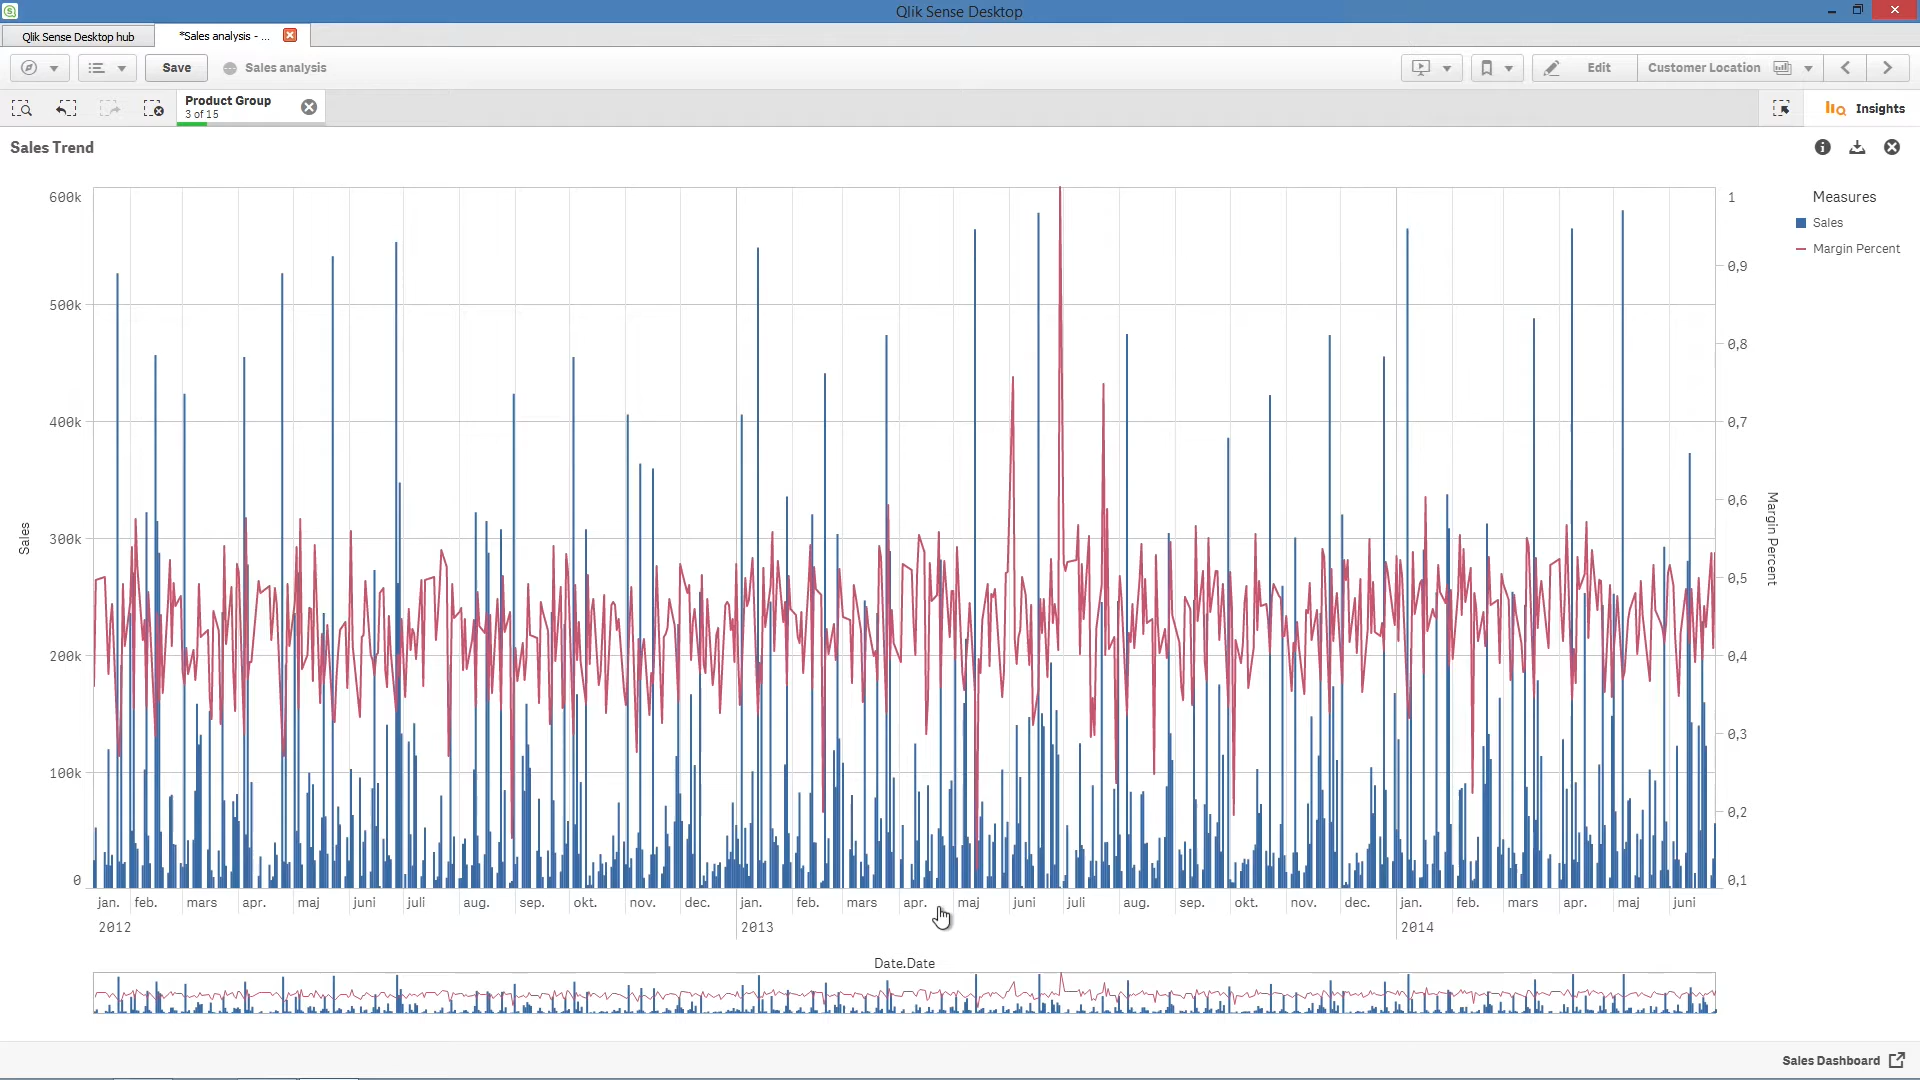 Qlik Sense Desktop
Qlik Sense Desktop hub
*Sales analysis - ...
Save
Sales analysis
Edit
Customer Location
Product Group
3 of 15
Insights
Sales Trend
Measures
Sales
Margin Percent
600k
500k
400k
300k
200k
100k
0
Sales
1
0,9
0,8
0,7
0,6
0,5
0,4
0,3
0,2
0,1
Margin Percent
jan. feb. mars apr. maj juni juli aug. sep. okt. nov. dec. jan. feb. mars apr. maj juni juli aug. sep. okt. nov. dec. jan. feb. mars apr. maj juni
2012 2013 2014
Date.Date
Sales Dashboard